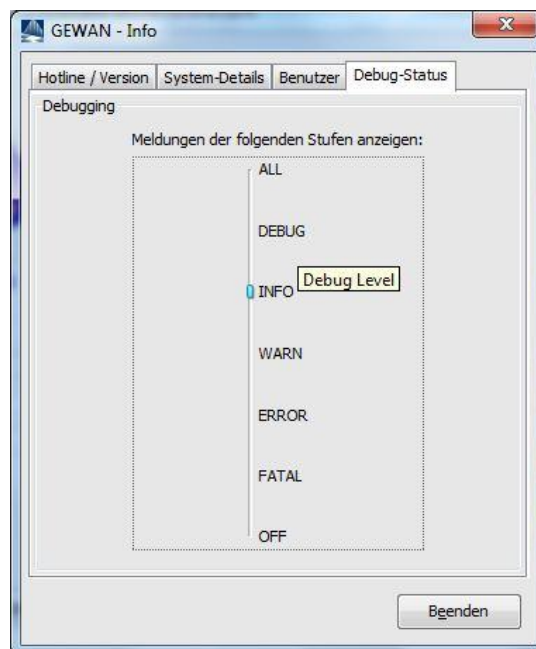 GEWAN - Info
Hotline / Version System-Details Benutzer Debug-Status
Debugging
Meldungen der folgenden Stufen anzeigen:
ALL
DEBUG
INFO Debug Level
WARN
ERROR
FATAL
OFF
Beenden